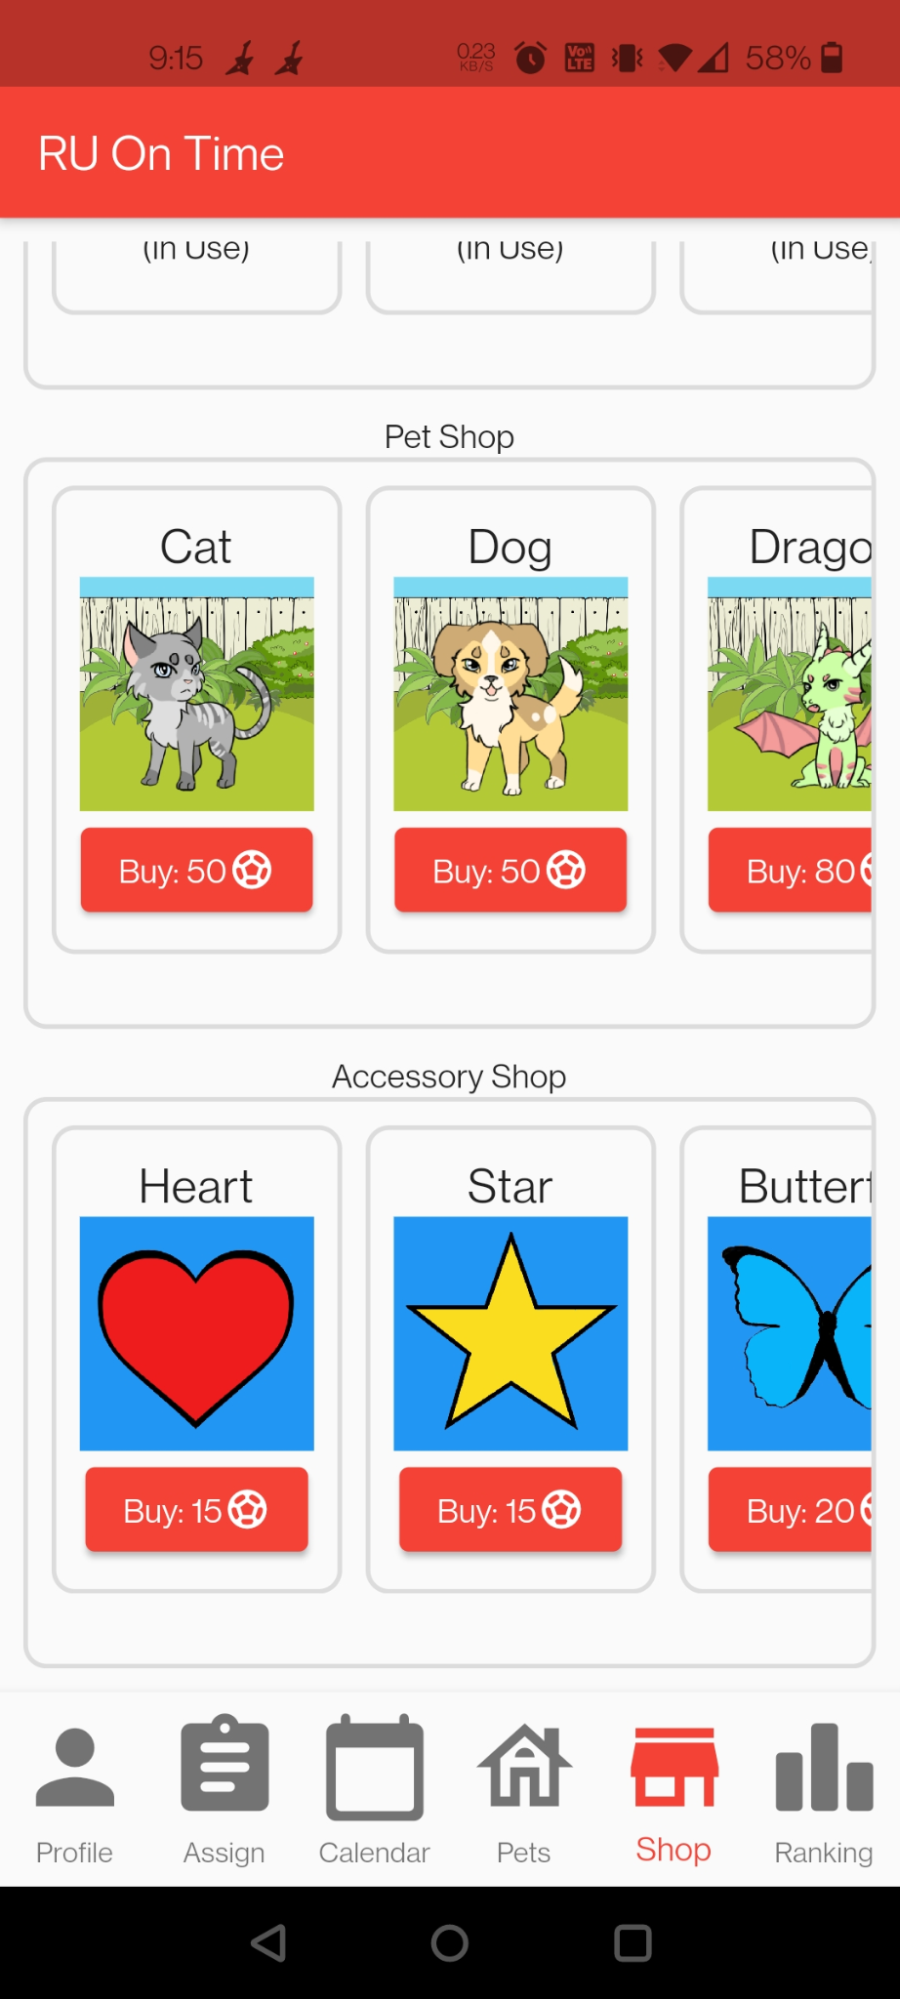 9:15 0.23 KB/S Vo)) LTE 58%
RU On Time
(In Use) (In Use) (In Use)
Pet Shop
Cat Dog Drago
Buy: 50 Buy: 50 Buy: 80
Accessory Shop
Heart Star Butterf
Buy: 15 Buy: 15 Buy: 20
Profile Assign Calendar Pets Shop Ranking